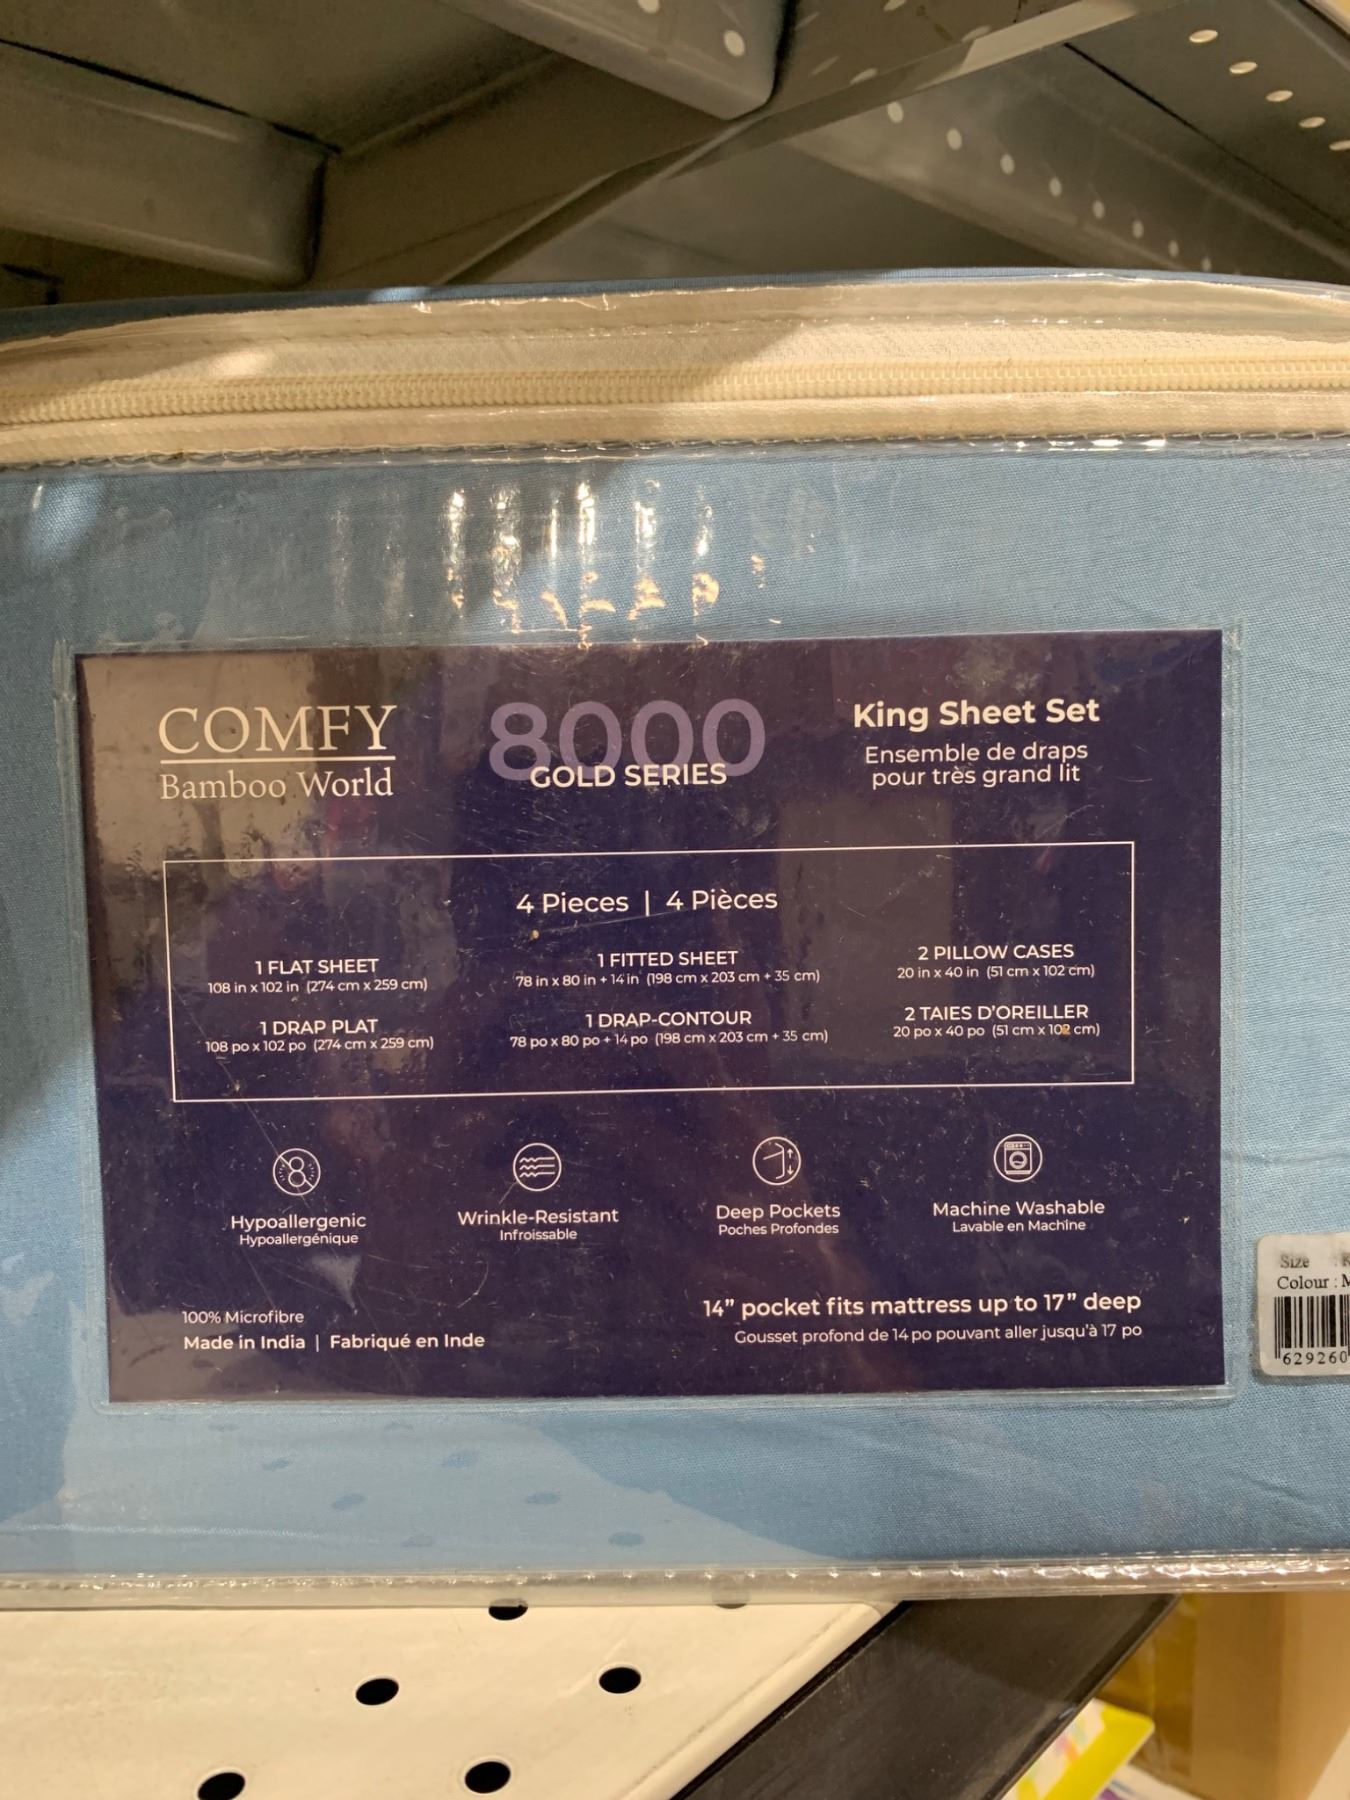 COMFY
Bamboo World
8000
GOLD SERIES
King Sheet Set
Ensemble de draps
pour très grand lit
4 Pieces | 4 Pièces
1 FLAT SHEET
108 in x 102 in (274 cm x 259 cm)
1 DRAP PLAT
108 po x 102 po (274 cm x 259 cm)
1 FITTED SHEET
78 in x 80 in + 14 in (198 cm x 203 cm + 35 cm)
1 DRAP-CONTOUR
78 po x 80 po + 14 po (198 cm x 203 cm + 35 cm)
2 PILLOW CASES
20 in x 40 in (51 cm x 102 cm)
2 TAIES D'OREILLER
20 po x 40 po (51 cm x 102 cm)
Hypoallergenic
Hypoallergénique
Wrinkle-Resistant
Infroissable
Deep Pockets
Poches Profondes
Machine Washable
Lavable en Machine
100% Microfibre
Made in India | Fabriqué en Inde
14" pocket fits mattress up to 17" deep
Gousset profond de 14 po pouvant aller jusqu'à 17 po
Size : K
Colour : M
629260